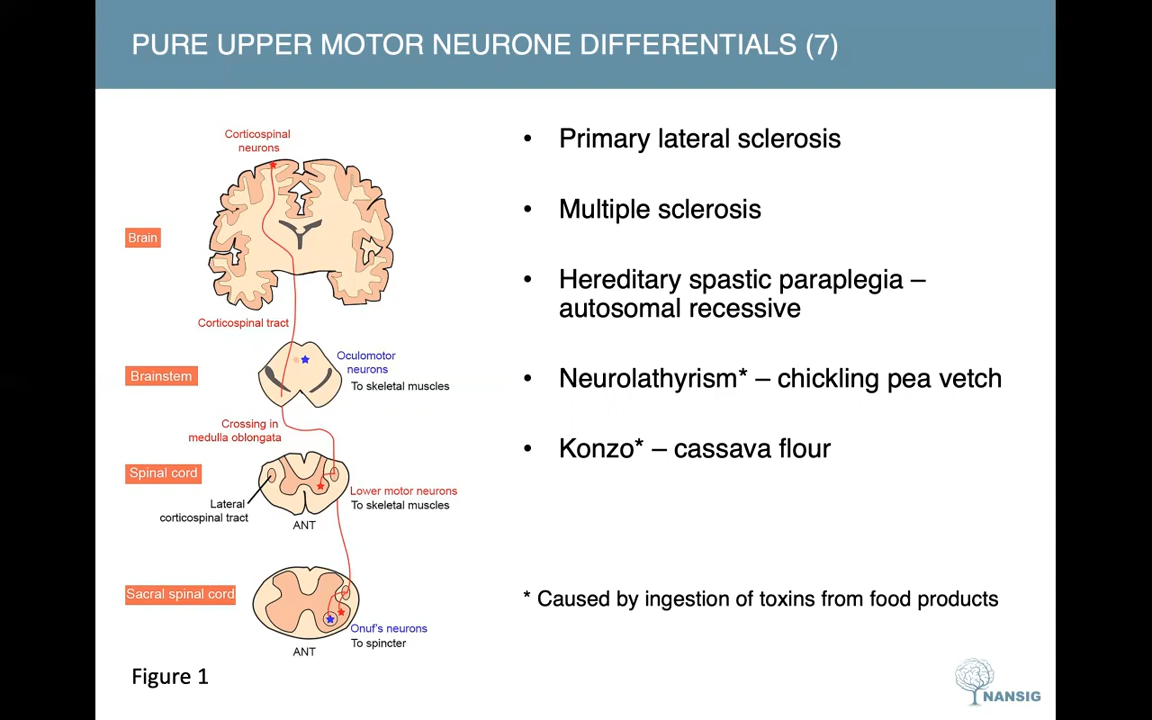 PURE UPPER MOTOR NEURONE DIFFERENTIALS (7)
Corticospinal
neurons
Brain
Corticospinal tract
Oculomotor
neurons
To skeletal muscles
Brainstem
Crossing in
medulla oblongata
Spinal cord
Lower motor neurons
To skeletal muscles
Lateral
corticospinal tract
ANT
Sacral spinal cord
Onuf's neurons
To spincter
ANT
Figure 1
• Primary lateral sclerosis
• Multiple sclerosis
• Hereditary spastic paraplegia –
autosomal recessive
• Neurolathyrism* – chickling pea vetch
• Konzo* – cassava flour
* Caused by ingestion of toxins from food products
NANSIG